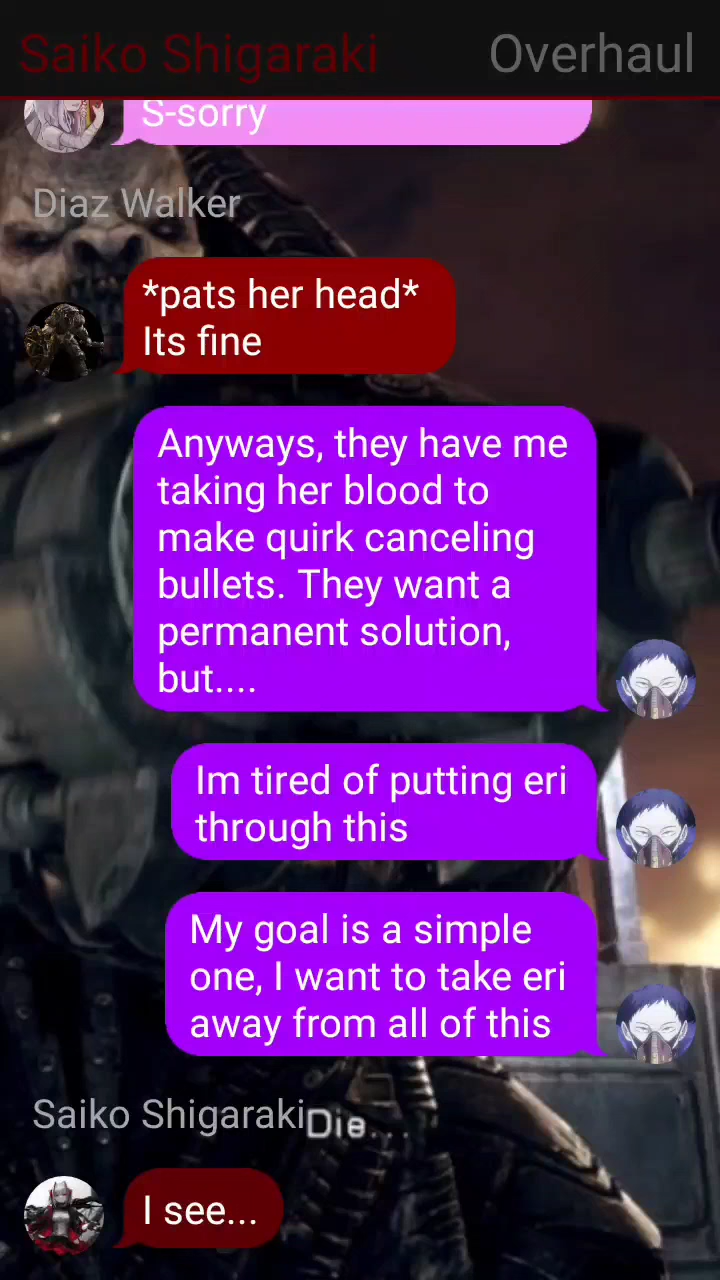 Saiko Shigaraki
Overhaul
S-sorry
Diaz Walker
*pats her head*
Its fine
Anyways, they have me
taking her blood to
make quirk canceling
bullets. They want a
permanent solution,
but....
Im tired of putting eri
through this
My goal is a simple
one, I want to take eri
away from all of this
Saiko Shigaraki
Die...
I see...